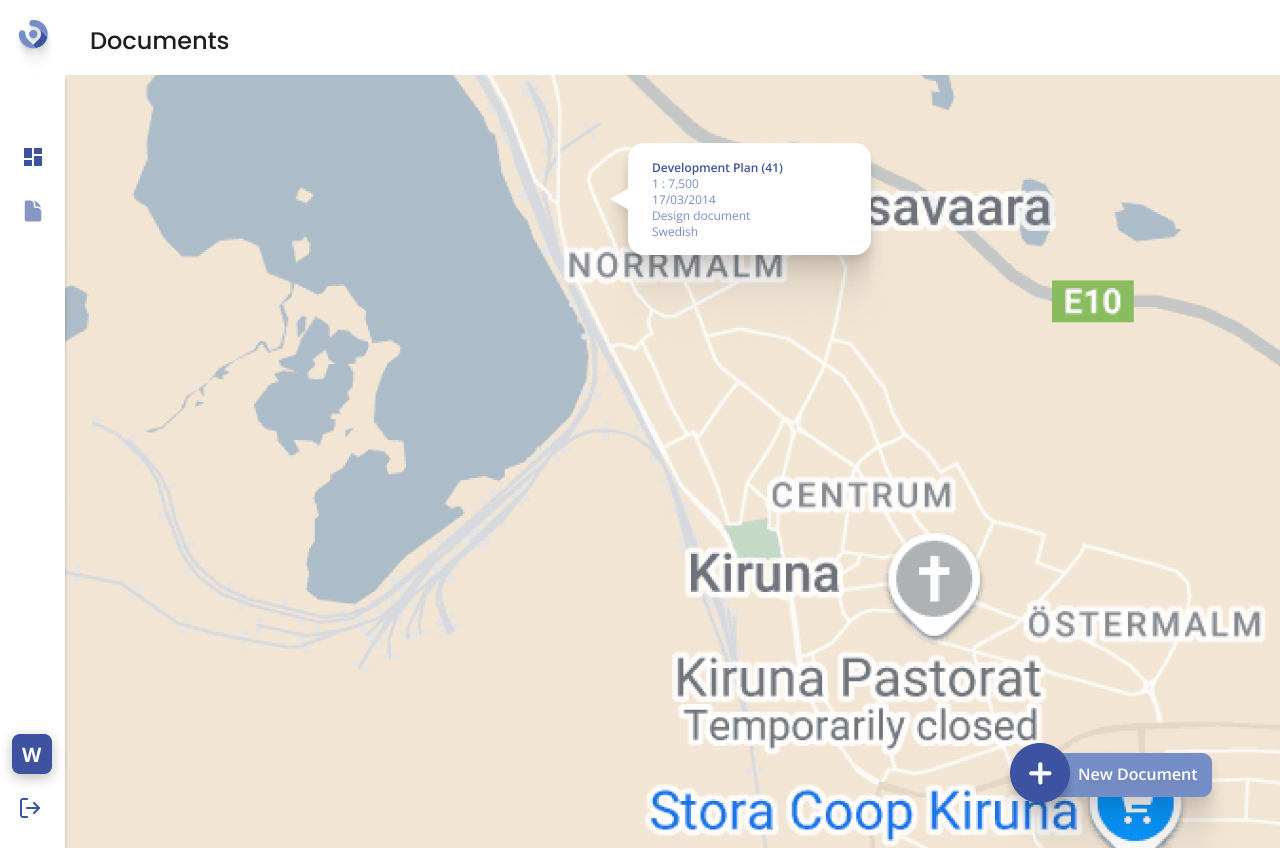 Documents
Development Plan (41)
1 : 7,500
17/03/2014
Design document
Swedish
savaara
NORRMALM
E10
CENTRUM
Kiruna
ÖSTERMALM
Kiruna Pastorat
Temporarily closed
W
New Document
Stora Coop Kiruna